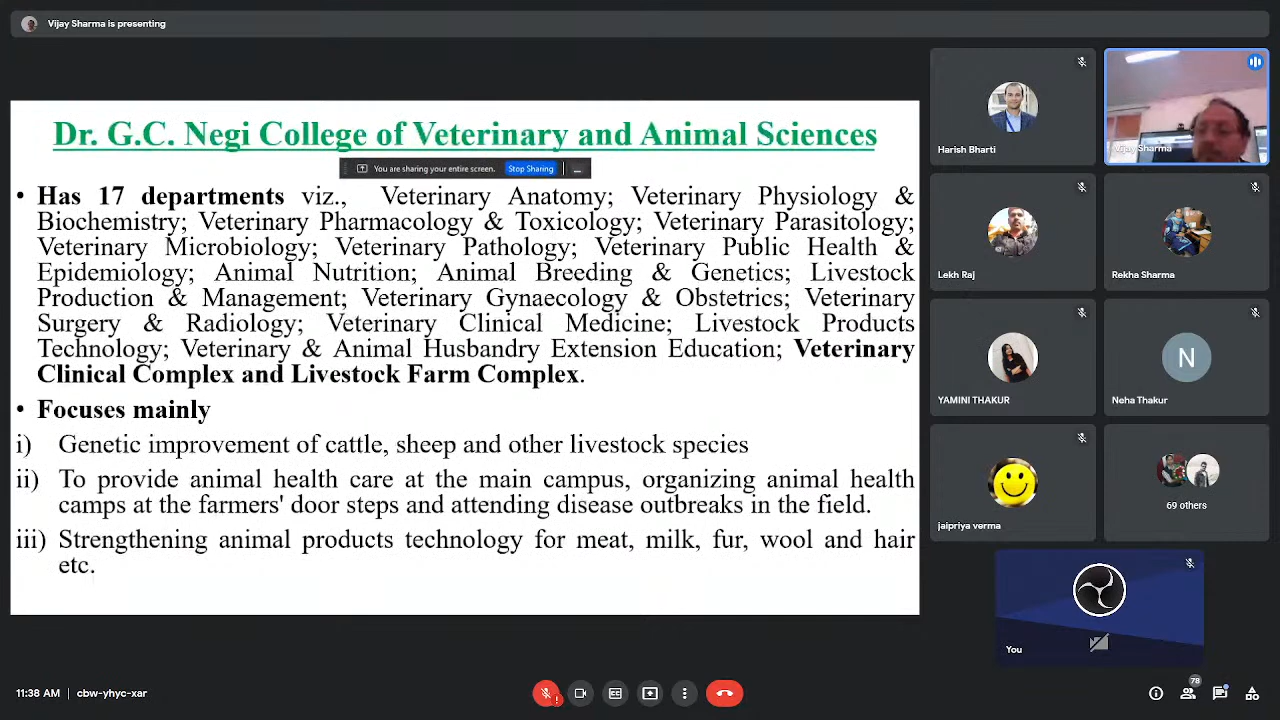 Vijay Sharma is presenting
Dr. G.C. Negi College of Veterinary and Animal Sciences
You are sharing your entire screen. Stop Sharing
• Has 17 departments viz., Veterinary Anatomy; Veterinary Physiology &
Biochemistry; Veterinary Pharmacology & Toxicology; Veterinary Parasitology;
Veterinary Microbiology; Veterinary Pathology; Veterinary Public Health &
Epidemiology; Animal Nutrition; Animal Breeding & Genetics; Livestock
Production & Management; Veterinary Gynaecology & Obstetrics; Veterinary
Surgery & Radiology; Veterinary Clinical Medicine; Livestock Products
Technology; Veterinary & Animal Husbandry Extension Education; Veterinary
Clinical Complex and Livestock Farm Complex.
• Focuses mainly
i) Genetic improvement of cattle, sheep and other livestock species
ii) To provide animal health care at the main campus, organizing animal health
camps at the farmers' door steps and attending disease outbreaks in the field.
iii) Strengthening animal products technology for meat, milk, fur, wool and hair
etc.
Harish Bharti
Vijay Sharma
Lekh Raj
Rekha Sharma
YAMINI THAKUR
N
Neha Thakur
jaipriya verma
69 others
You
11:38 AM | cbw-yhyc-xar
78